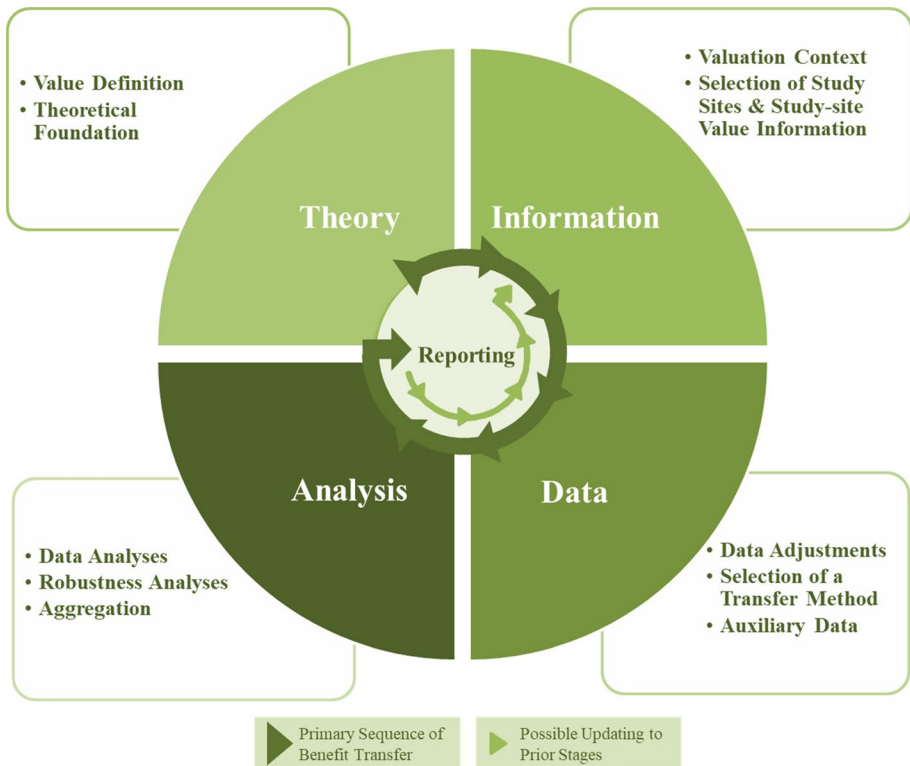 • Value Definition
• Theoretical
Foundation
• Valuation Context
• Selection of Study
Sites & Study-site
Value Information
Theory
Information
Reporting
Analysis
Data
• Data Analyses
• Robustness Analyses
• Aggregation
• Data Adjustments
• Selection of a
Transfer Method
• Auxiliary Data
Primary Sequence of
Benefit Transfer
Possible Updating to
Prior Stages